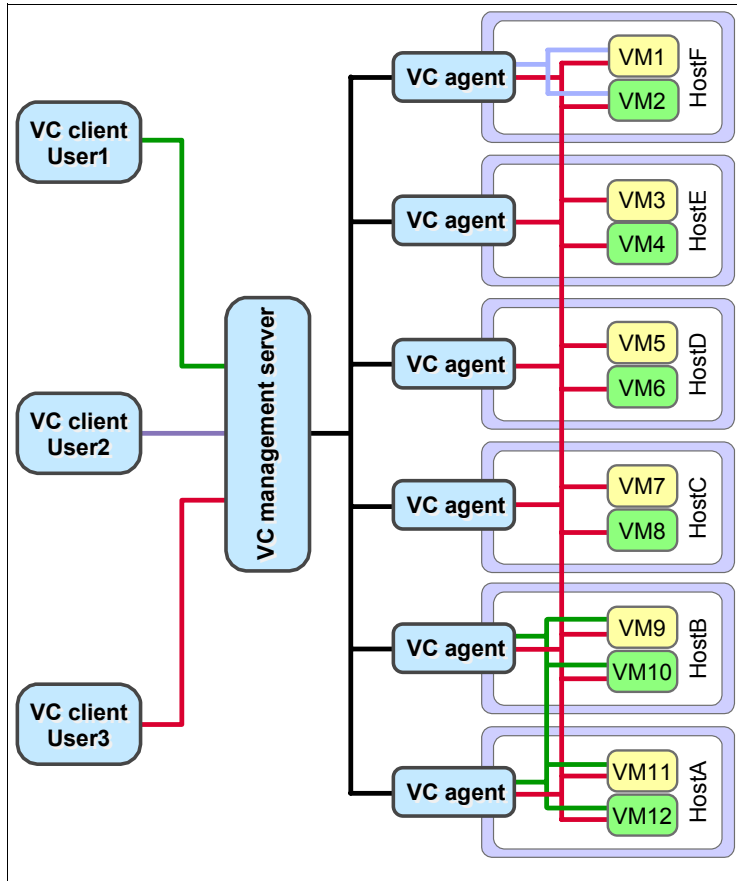 VC client
User1
VC client
User2
VC client
User3
VC management server
VC agent
VM1
VM2
HostF
VC agent
VM3
VM4
HostE
VC agent
VM5
VM6
HostD
VC agent
VM7
VM8
HostC
VC agent
VM9
VM10
HostB
VC agent
VM11
VM12
HostA